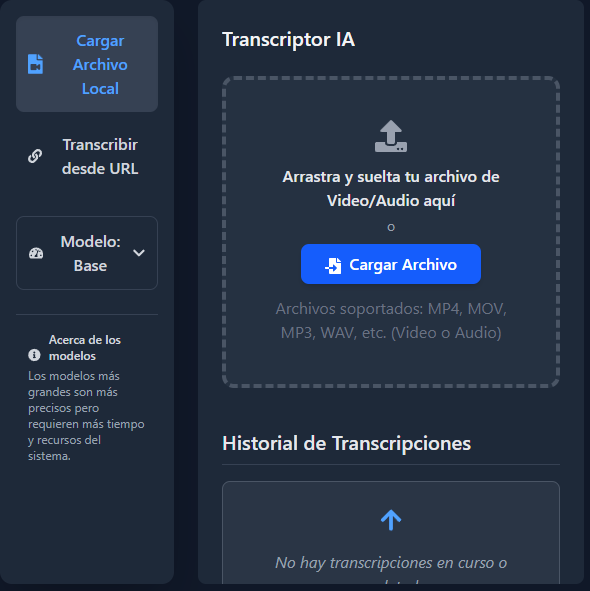 Cargar
Archivo
Local
Transcribir
desde URL
Modelo:
Base
Acerca de los
modelos
Los modelos más
grandes son más
precisos pero
requieren más tiempo
y recursos del
sistema.
Transcriptor IA
Arrastra y suelta tu archivo de
Video/Audio aquí
o
Cargar Archivo
Archivos soportados: MP4, MOV,
MP3, WAV, etc. (Video o Audio)
Historial de Transcripciones
No hay transcripciones en curso o